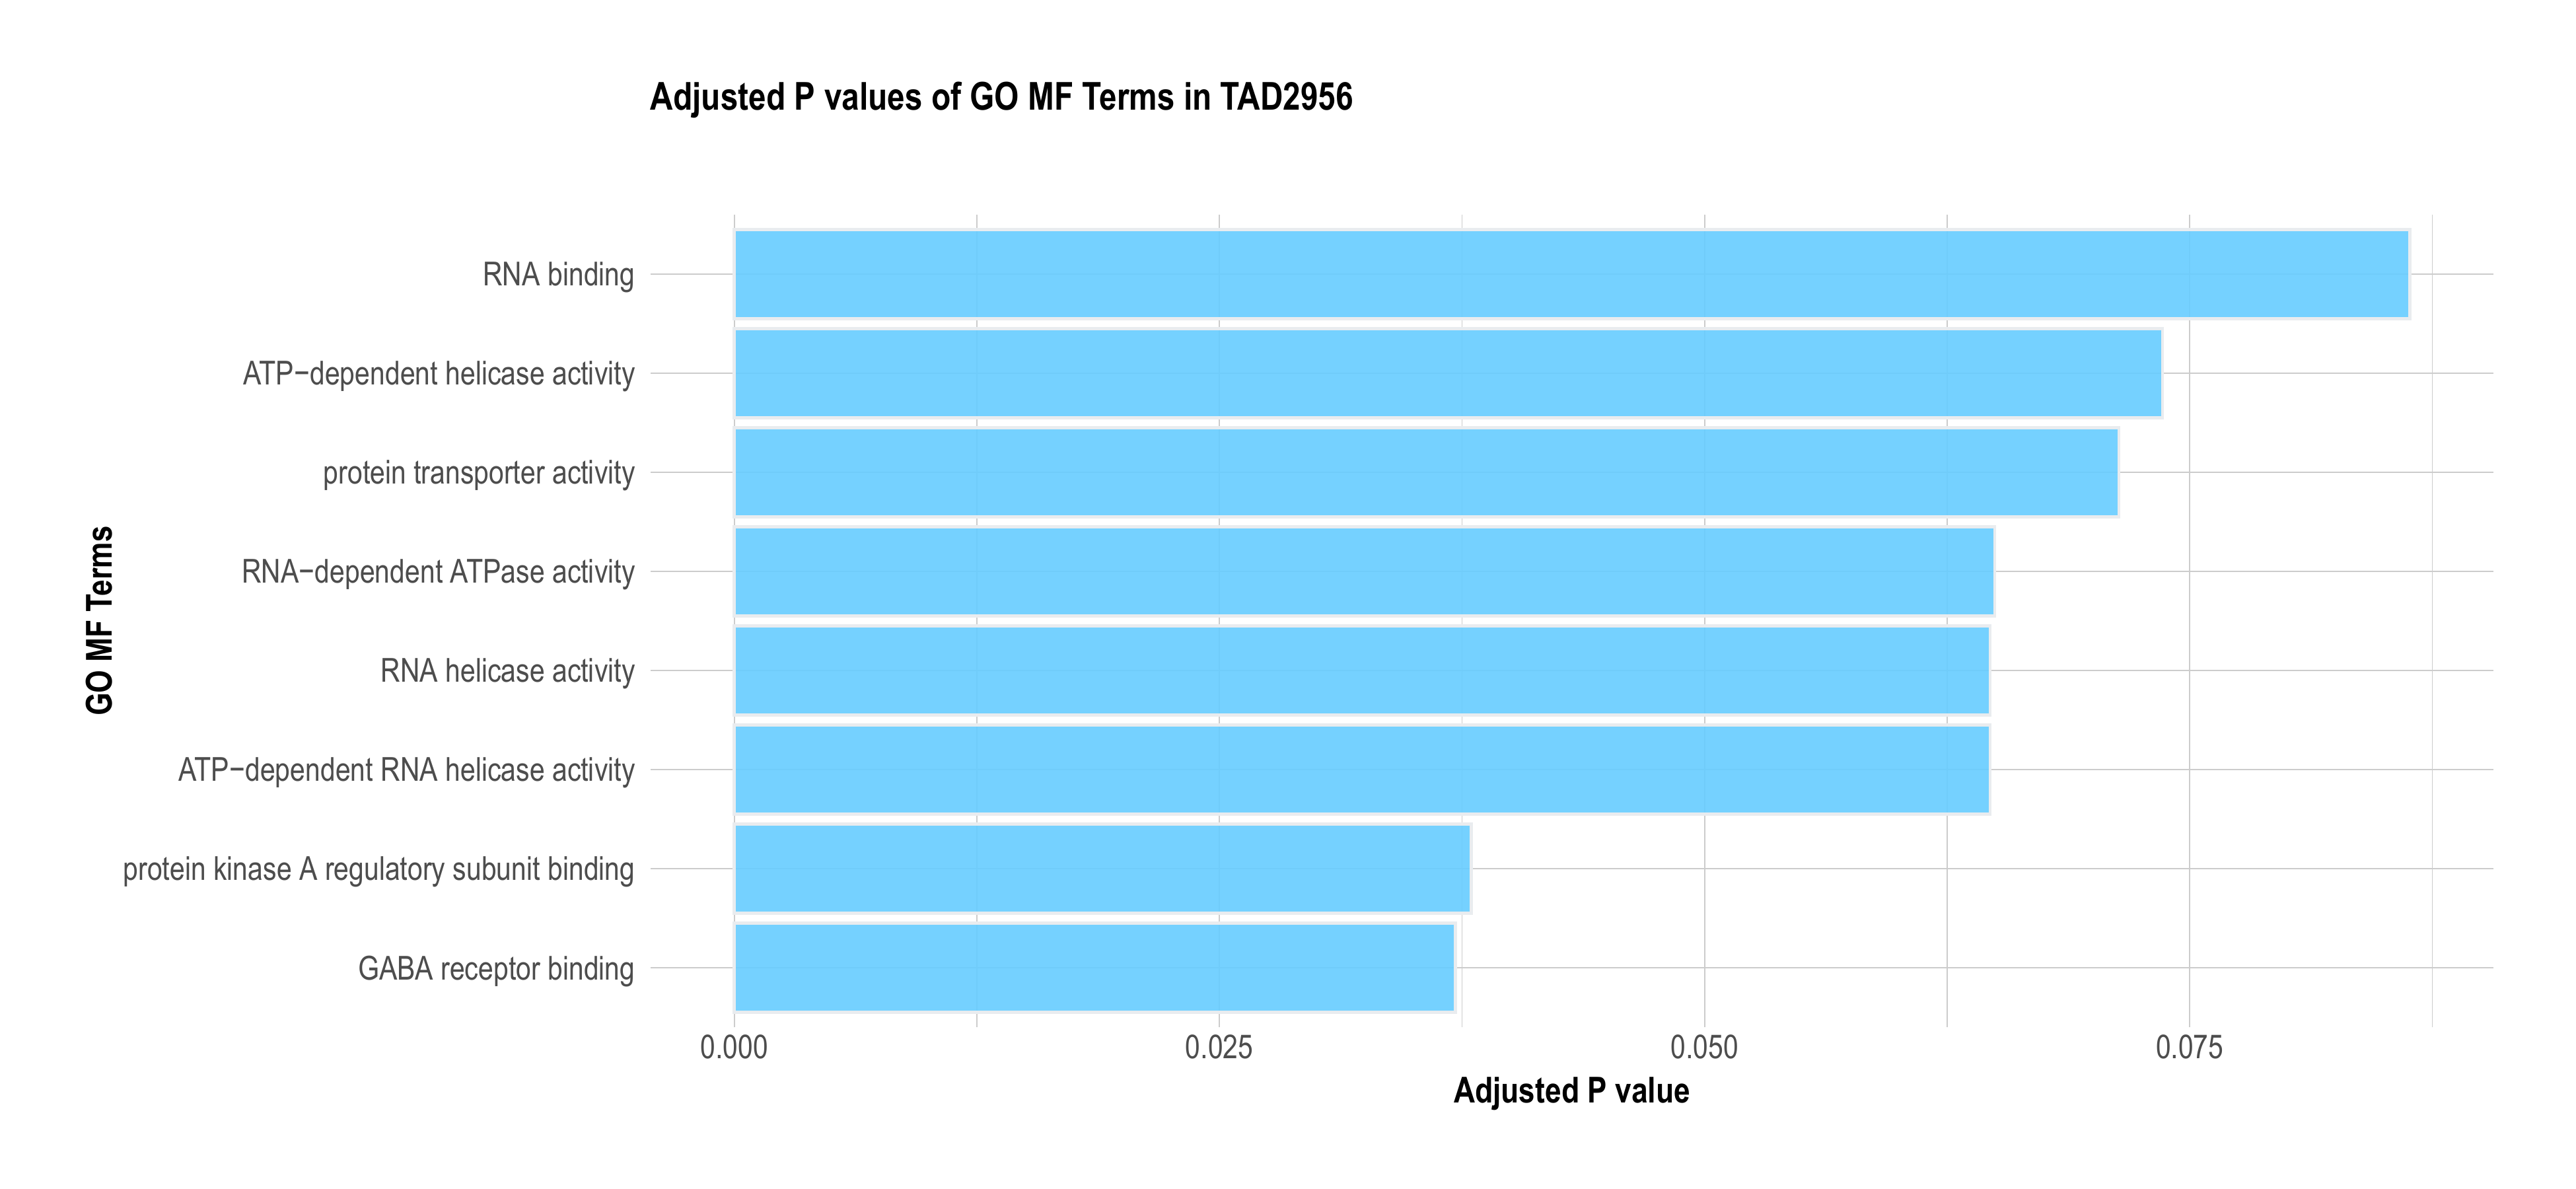 Adjusted P values of GO MF Terms in TAD2956
RNA binding
ATP−dependent helicase activity
protein transporter activity
RNA−dependent ATPase activity
RNA helicase activity
ATP−dependent RNA helicase activity
protein kinase A regulatory subunit binding
GABA receptor binding
GO MF Terms
0.000 0.025 0.050 0.075
Adjusted P value